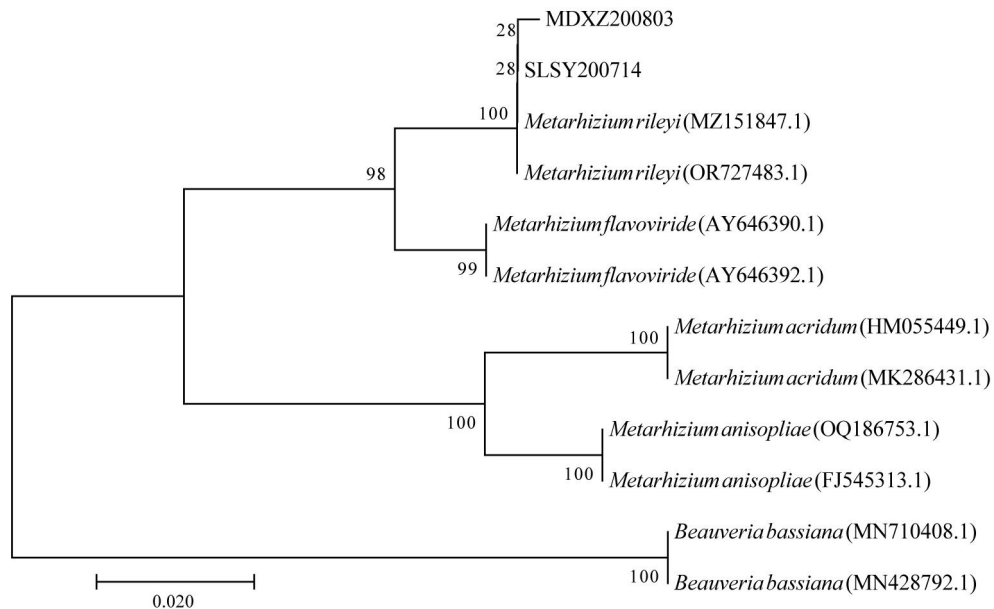 MDXZ200803
28
28
SLSY200714
100
Metarhizium rileyi (MZ151847.1)
Metarhizium rileyi (OR727483.1)
98
Metarhizium flavoviride (AY646390.1)
99
Metarhizium flavoviride (AY646392.1)
Metarhizium acridum (HM055449.1)
100
Metarhizium acridum (MK286431.1)
100
Metarhizium anisopliae (OQ186753.1)
100
Metarhizium anisopliae (FJ545313.1)
Beauveria bassiana (MN710408.1)
100
Beauveria bassiana (MN428792.1)
0.020